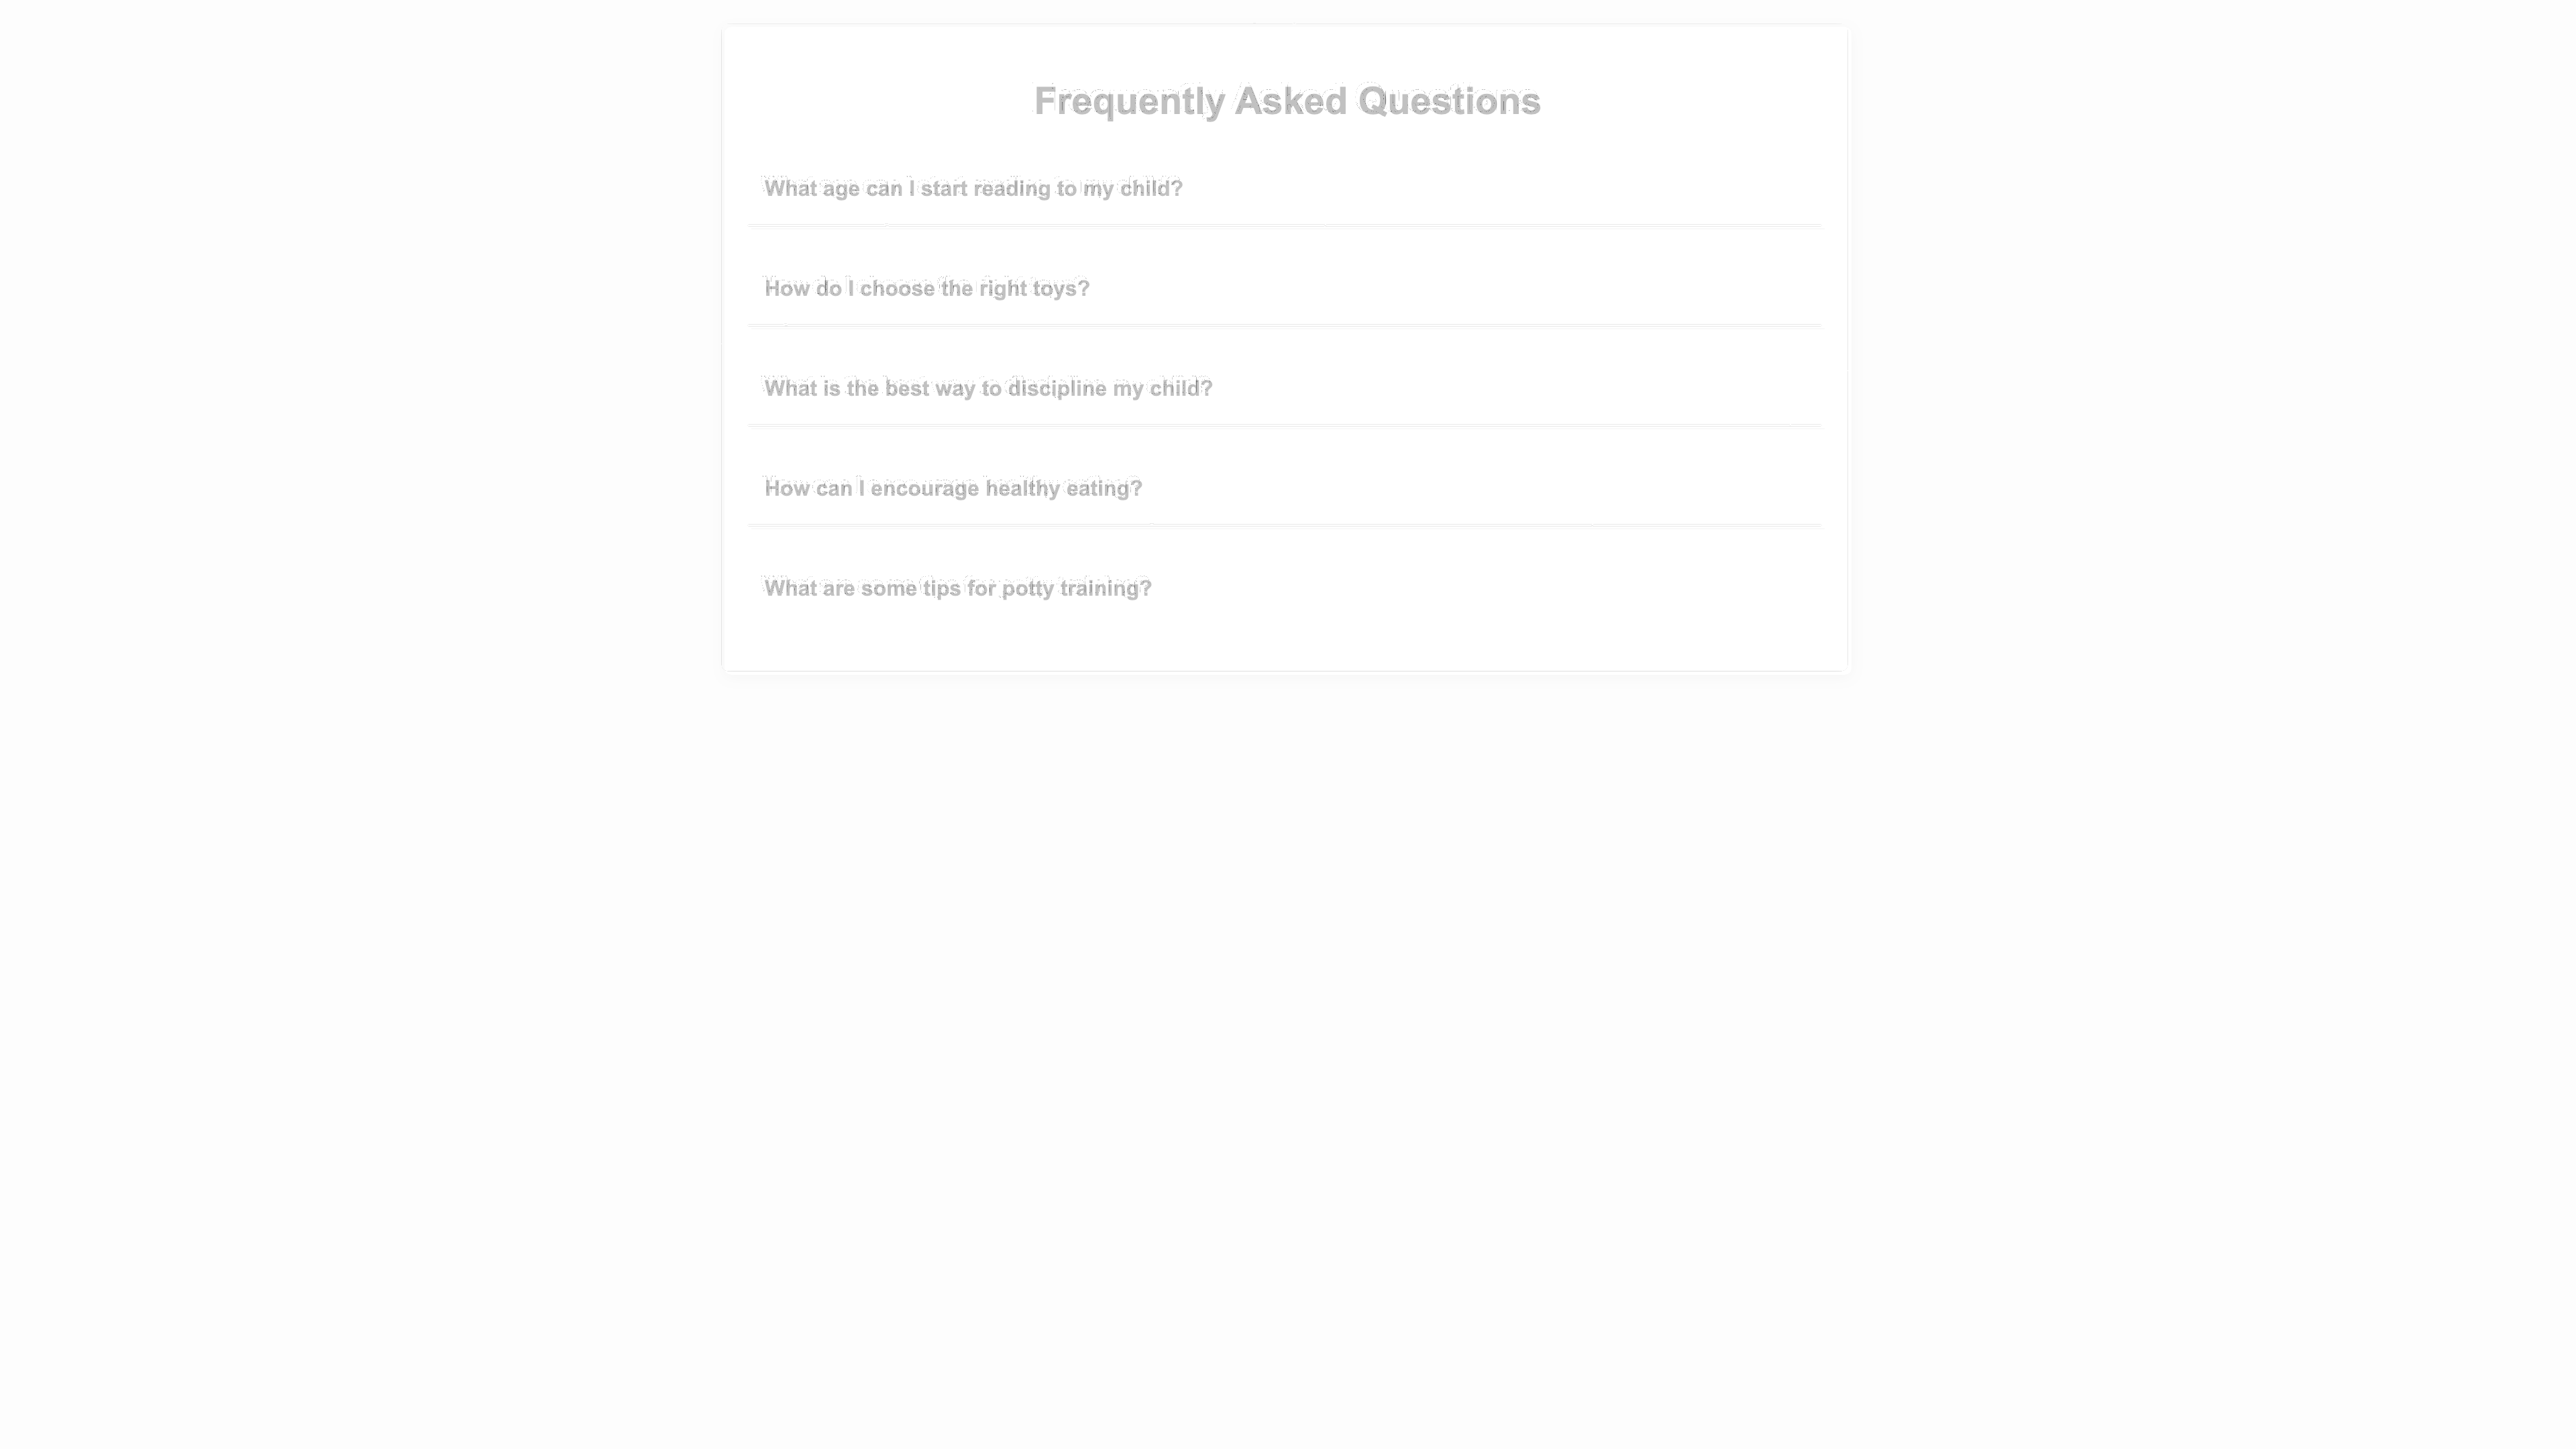 Frequently Asked Questions
What age can I start reading to my child?
How do I choose the right toys?
What is the best way to discipline my child?
How can I encourage healthy eating?
What are some tips for potty training?